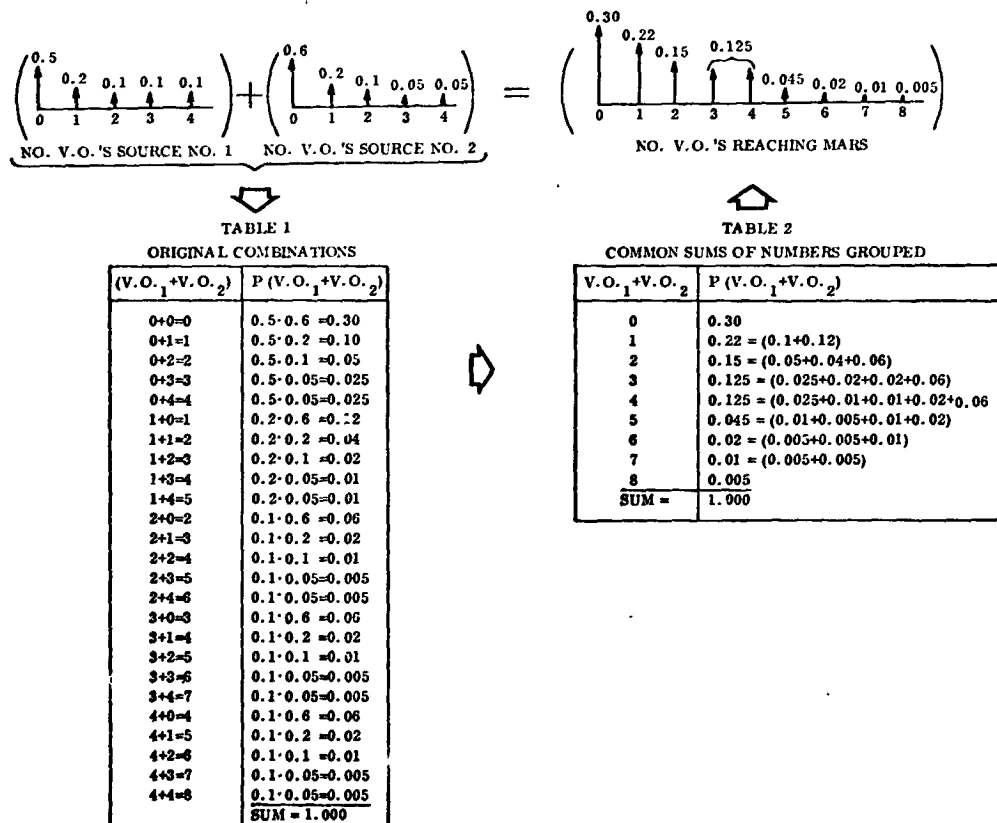 0.5 0.2 0.1 0.1 0.1
0 1 2 3 4
NO. V.O.'S SOURCE NO. 1
+
0.6 0.2 0.1 0.05 0.05
0 1 2 3 4
NO. V.O.'S SOURCE NO. 2
=
0.30 0.22 0.15 0.125 0.045 0.02 0.01 0.005
0 1 2 3 4 5 6 7 8
NO. V.O.'S REACHING MARS
TABLE 1
ORIGINAL COMBINATIONS
(V.O.1+V.O.2) P (V.O.1+V.O.2)
0+0=0 0.5·0.6 =0.30
0+1=1 0.5·0.2 =0.10
0+2=2 0.5·0.1 =0.05
0+3=3 0.5·0.05=0.025
0+4=4 0.5·0.05=0.025
1+0=1 0.2·0.6 =0.12
1+1=2 0.2·0.2 =0.04
1+2=3 0.2·0.1 =0.02
1+3=4 0.2·0.05=0.01
1+4=5 0.2·0.05=0.01
2+0=2 0.1·0.6 =0.06
2+1=3 0.1·0.2 =0.02
2+2=4 0.1·0.1 =0.01
2+3=5 0.1·0.05=0.005
2+4=6 0.1·0.05=0.005
3+0=3 0.1·0.6 =0.06
3+1=4 0.1·0.2 =0.02
3+2=5 0.1·0.1 =0.01
3+3=6 0.1·0.05=0.005
3+4=7 0.1·0.05=0.005
4+0=4 0.1·0.6 =0.06
4+1=5 0.1·0.2 =0.02
4+2=6 0.1·0.1 =0.01
4+3=7 0.1·0.05=0.005
4+4=8 0.1·0.05=0.005
SUM = 1.000
TABLE 2
COMMON SUMS OF NUMBERS GROUPED
V.O.1+V.O.2 P (V.O.1+V.O.2)
0 0.30
1 0.22 = (0.1+0.12)
2 0.15 = (0.05+0.04+0.06)
3 0.125 = (0.025+0.02+0.02+0.06)
4 0.125 = (0.025+0.01+0.01+0.02+0.06
5 0.045 = (0.01+0.005+0.01+0.02)
6 0.02 = (0.005+0.005+0.01)
7 0.01 = (0.005+0.005)
8 0.005
SUM = 1.000